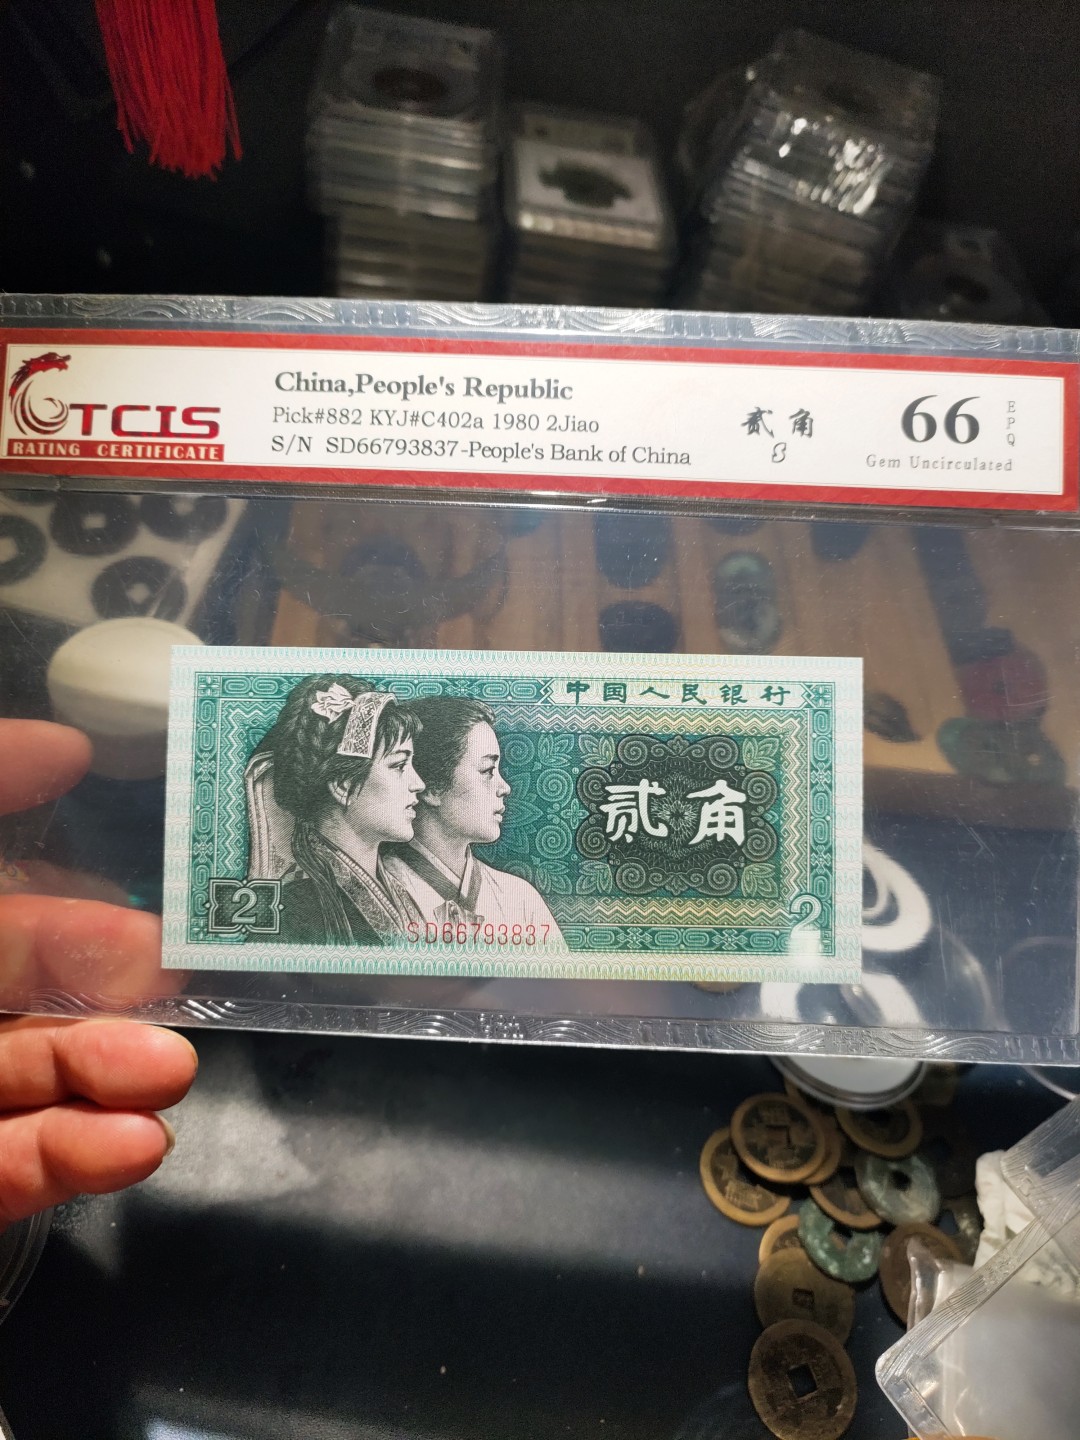 TCIS
RATING CERTIFICATE
China,People's Republic
Pick#882 KYJ#C402a 1980 2Jiao
S/N SD66793837-People's Bank of China
贰角
8
66
EPQ
Gem Uncirculated
中国人民银行
贰角
2
SD66793837
2